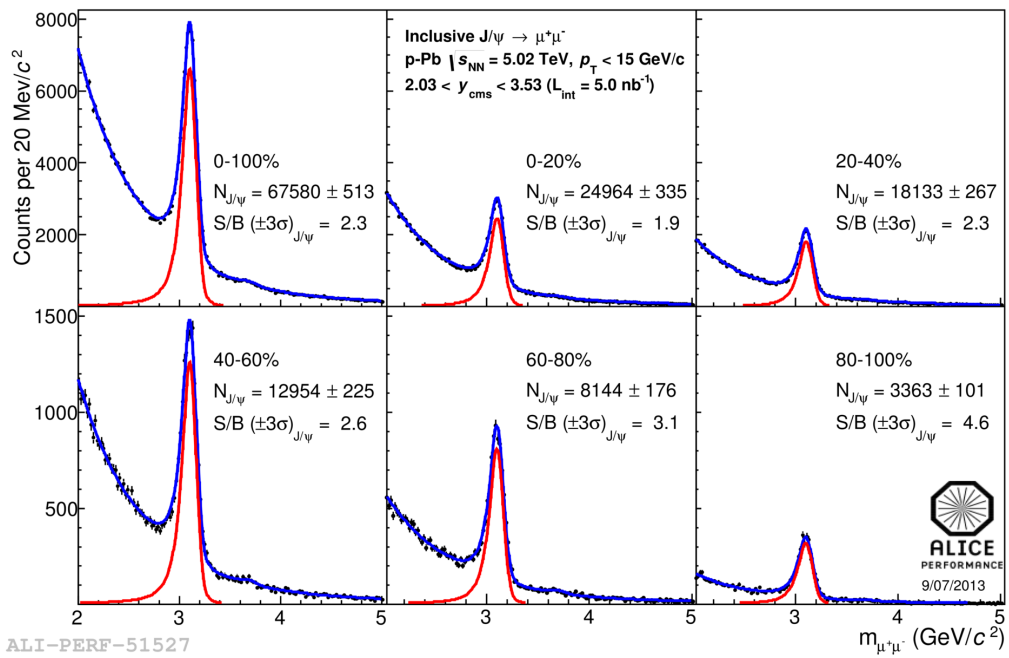 Counts per 20 Mev/c²
8000
6000
4000
2000
0-100%
N_J/ψ = 67580 ± 513
S/B (±3σ)_J/ψ = 2.3
Inclusive J/ψ → μ⁺μ⁻
p-Pb √s_NN = 5.02 TeV, p_T < 15 GeV/c
2.03 < y_cms < 3.53 (L_int = 5.0 nb⁻¹)
0-20%
N_J/ψ = 24964 ± 335
S/B (±3σ)_J/ψ = 1.9
20-40%
N_J/ψ = 18133 ± 267
S/B (±3σ)_J/ψ = 2.3
1500
1000
500
40-60%
N_J/ψ = 12954 ± 225
S/B (±3σ)_J/ψ = 2.6
60-80%
N_J/ψ = 8144 ± 176
S/B (±3σ)_J/ψ = 3.1
80-100%
N_J/ψ = 3363 ± 101
S/B (±3σ)_J/ψ = 4.6
ALICE
PERFORMANCE
9/07/2013
2 3 4 5 3 4 5 3 4 5
m_μ⁺μ⁻ (GeV/c²)
ALI-PERF-51527